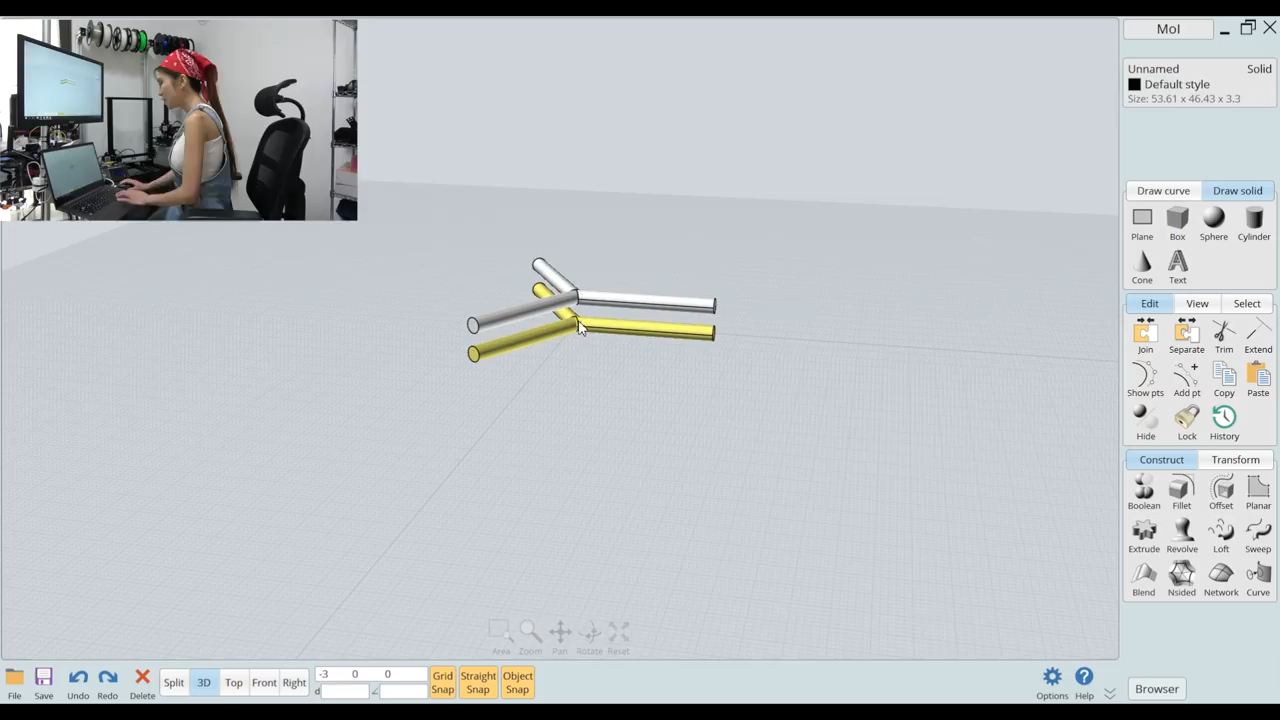 MoI
Unnamed Solid
Default style
Size: 53.61 x 46.43 x 3.3
Draw curve Draw solid
Plane Box Sphere Cylinder
Cone Text
Edit View Select
Join Separate Trim Extend
Show pts Add pt Copy Paste
Hide Lock History
Construct Transform
Boolean Fillet Offset Planar
Extrude Revolve Loft Sweep
Blend Nsided Network Curve
Area Zoom Pan Rotate Reset
File Save Undo Redo Delete
Split 3D Top Front Right
-3 0 0
d
Grid Snap
Straight Snap
Object Snap
Options Help
Browser